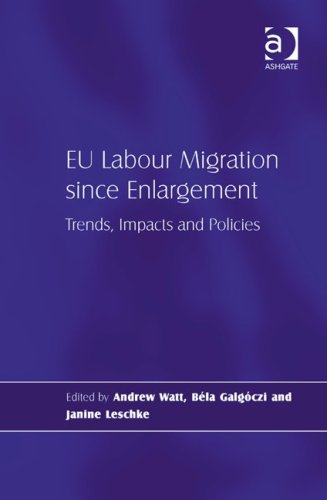 a
ASHGATE
EU Labour Migration
since Enlargement
Trends, Impacts and Policies
Edited by Andrew Watt, Béla Galgóczi and
Janine Leschke